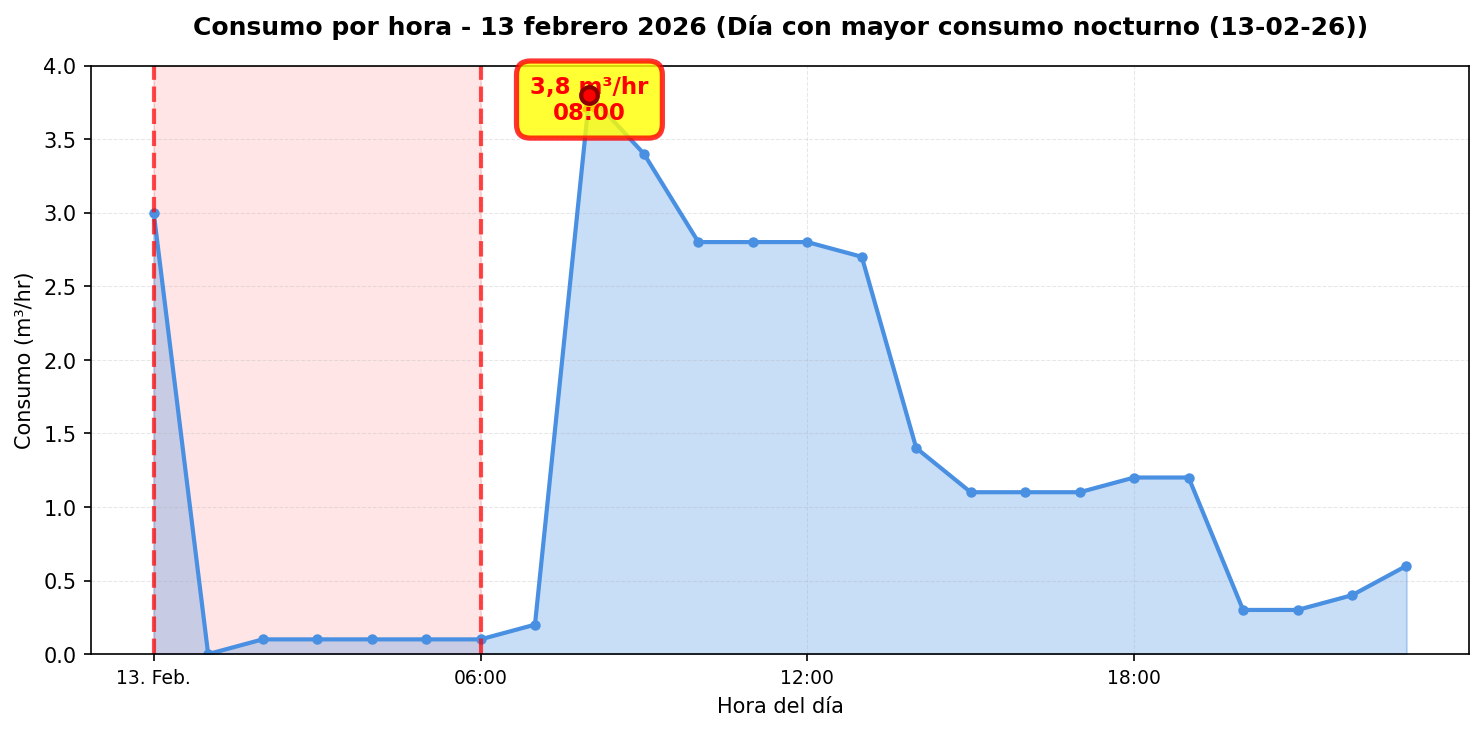 Consumo por hora - 13 febrero 2026 (Día con mayor consumo nocturno (13-02-26))
3,8 m³/hr
08:00
4.0
3.5
3.0
2.5
2.0
1.5
1.0
0.5
0.0
Consumo (m³/hr)
13. Feb.
06:00
12:00
18:00
Hora del día